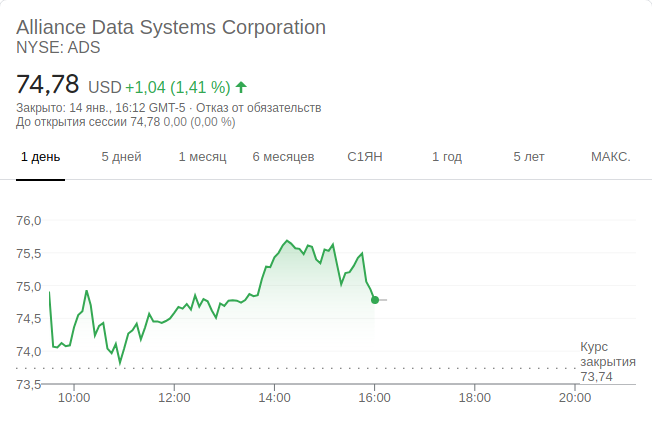 Alliance Data Systems Corporation
NYSE: ADS
74,78 USD +1,04 (1,41 %)
Закрыто: 14 янв., 16:12 GMT-5 · Отказ от обязательств
До открытия сессии 74,78 0,00 (0,00 %)
1 день 5 дней 1 месяц 6 месяцев С1ЯН 1 год 5 лет МАКС.
76,0
75,5
75,0
74,5
74,0
Курс
закрытия
73,74
73,5
10:00 12:00 14:00 16:00 18:00 20:00